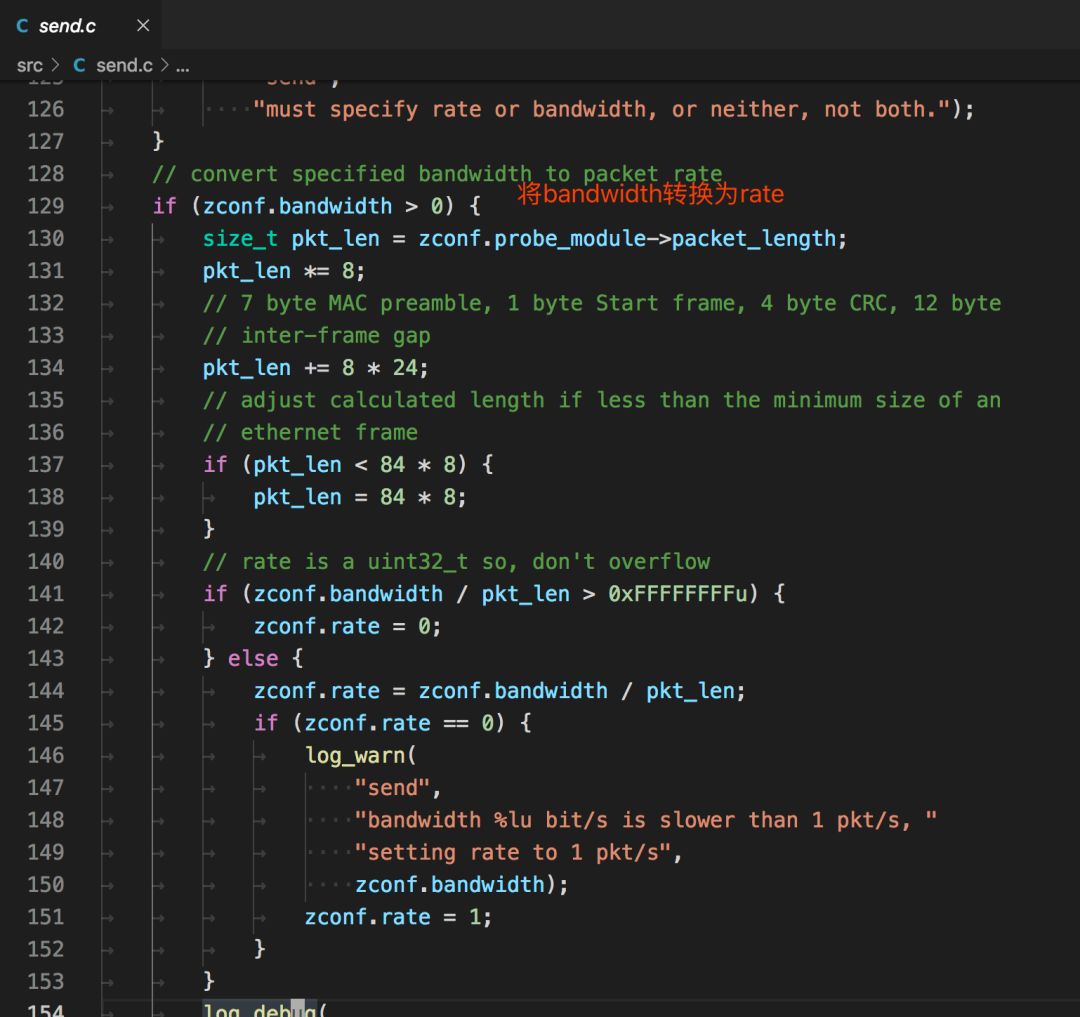 send.c
src > send.c > ...
125 "send",
126 "must specify rate or bandwidth, or neither, not both.");
127 }
128 // convert specified bandwidth to packet rate
将bandwidth转换为rate
129 if (zconf.bandwidth > 0) {
130 size_t pkt_len = zconf.probe_module->packet_length;
131 pkt_len *= 8;
132 // 7 byte MAC preamble, 1 byte Start frame, 4 byte CRC, 12 byte
133 // inter-frame gap
134 pkt_len += 8 * 24;
135 // adjust calculated length if less than the minimum size of an
136 // ethernet frame
137 if (pkt_len < 84 * 8) {
138 pkt_len = 84 * 8;
139 }
140 // rate is a uint32_t so, don't overflow
141 if (zconf.bandwidth / pkt_len > 0xFFFFFFFFu) {
142 zconf.rate = 0;
143 } else {
144 zconf.rate = zconf.bandwidth / pkt_len;
145 if (zconf.rate == 0) {
146 log_warn(
147 "send",
148 "bandwidth %lu bit/s is slower than 1 pkt/s, "
149 "setting rate to 1 pkt/s",
150 zconf.bandwidth);
151 zconf.rate = 1;
152 }
153 }
154 log_debug(